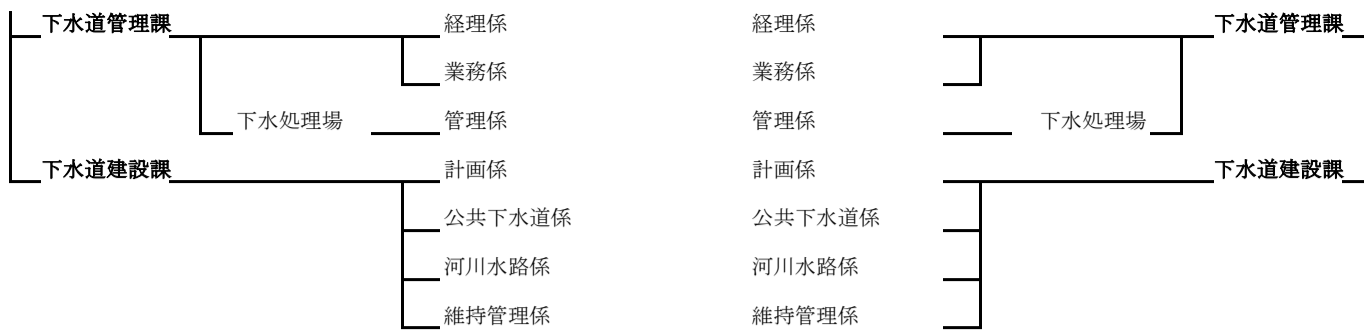 下水道管理課 経理係 経理係 下水道管理課
業務係 業務係
下水処理場 管理係 管理係 下水処理場
下水道建設課 計画係 計画係 下水道建設課
公共下水道係 公共下水道係
河川水路係 河川水路係
維持管理係 維持管理係